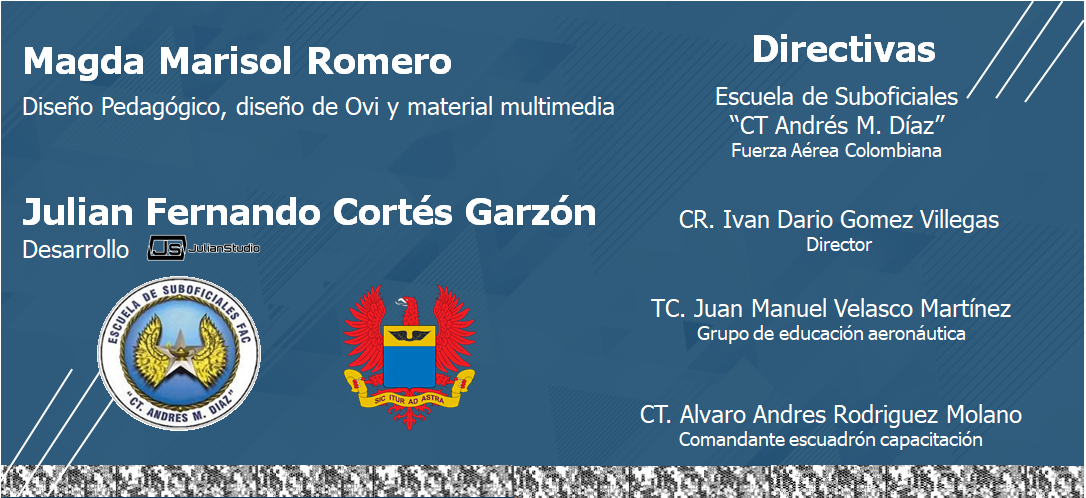 Magda Marisol Romero
Diseño Pedagógico, diseño de Ovi y material multimedia
Julian Fernando Cortés Garzón
Desarrollo JS JulianStudio
ESCUELA DE SUBOFICIALES FAC
"CT. ANDRES M. DIAZ"
SIC ITUR AD ASTRA
Directivas
Escuela de Suboficiales
“CT Andrés M. Díaz”
Fuerza Aérea Colombiana
CR. Ivan Dario Gomez Villegas
Director
TC. Juan Manuel Velasco Martínez
Grupo de educación aeronáutica
CT. Alvaro Andres Rodriguez Molano
Comandante escuadrón capacitación